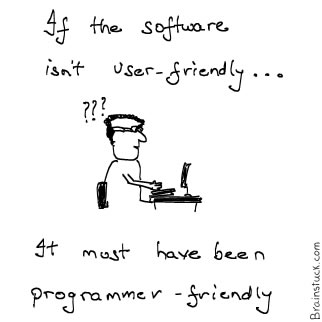 If the software
isn't user-friendly...
???
It must have been
programmer-friendly
Brainstuck.com